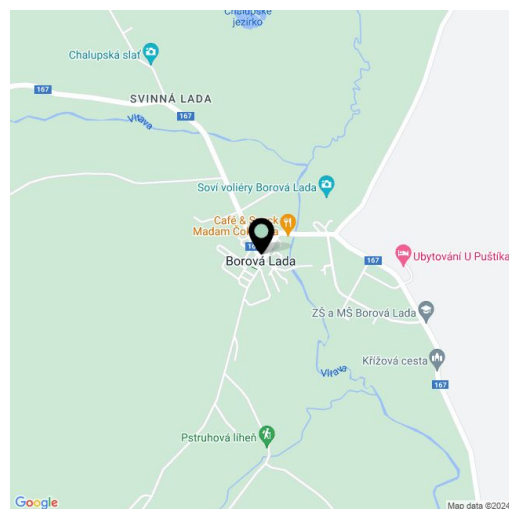 Chalupské
jezírko
Chalupská slať
167
SVINNÁ LADA
167
Vltava
Soví voliéry Borová Lada
Café & S
Madam Čok
167
Borová Lada
167
Ubytování U Puštíka
ZŠ a MŠ Borová Lada
Křížová cesta
Vltava
167
Pstruhová líheň
Google
Map data ©2024